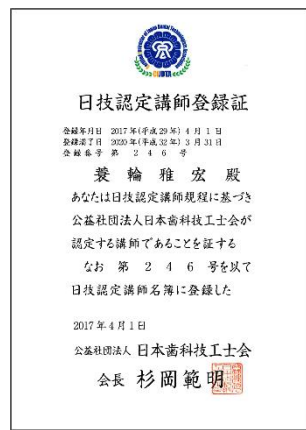 日技認定講師登録証
登録年月日 2017年(平成29年)4月1日
登録満了日 2020年(平成32年)3月31日
登録番号 第 2 4 6 号
蓑輪雅宏 殿
あなたは日技認定講師規程に基づき
公益社団法人日本歯科技工士会が
認定する講師であることを証する
なお 第 2 4 6 号を以て
日技認定講師名簿に登録した
2017年4月1日
公益社団法人 日本歯科技工士会
会長 杉岡範明